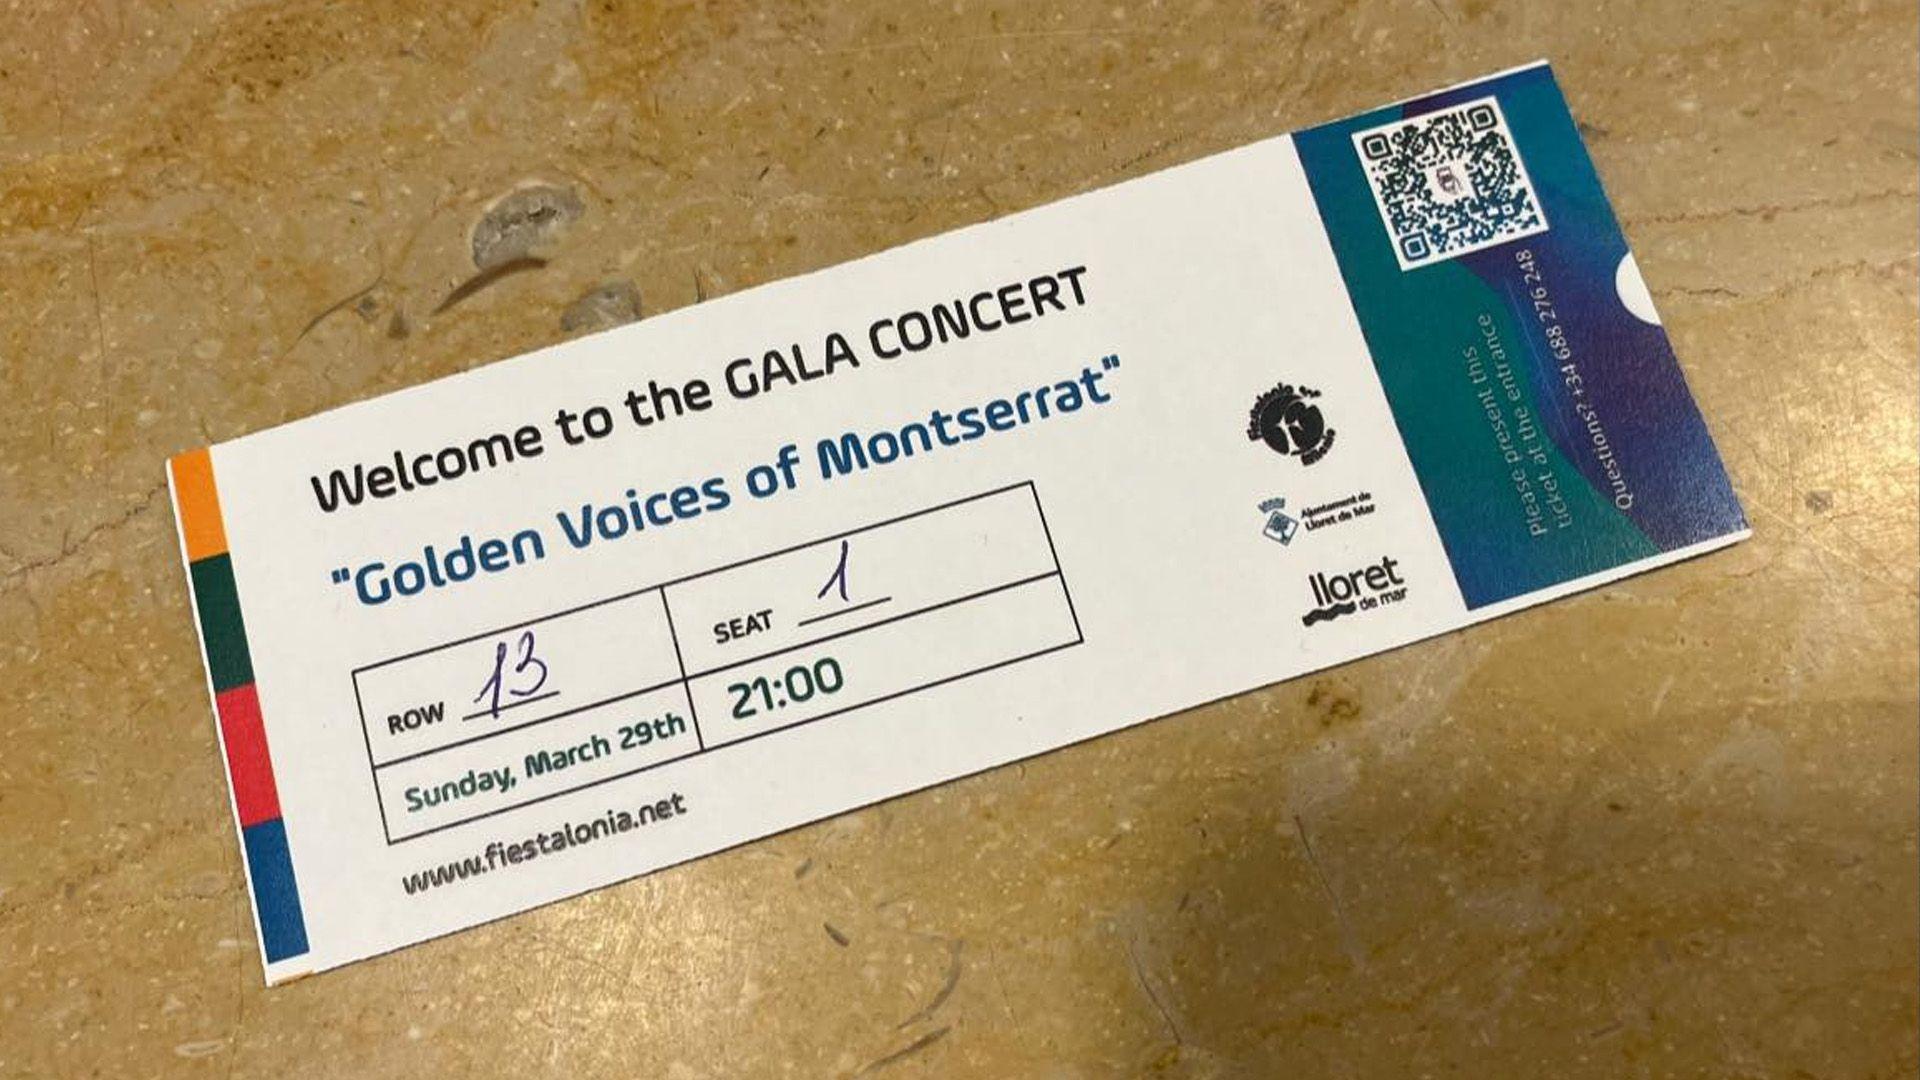 Welcome to the GALA CONCERT
"Golden Voices of Montserrat"
ROW 13
SEAT 1
Sunday, March 29th
21:00
www.fiestalonia.net
Ajuntament de
Lloret de Mar
lloret
de mar
Please present this
ticket at the entrance
Questions? +34 688 276 248